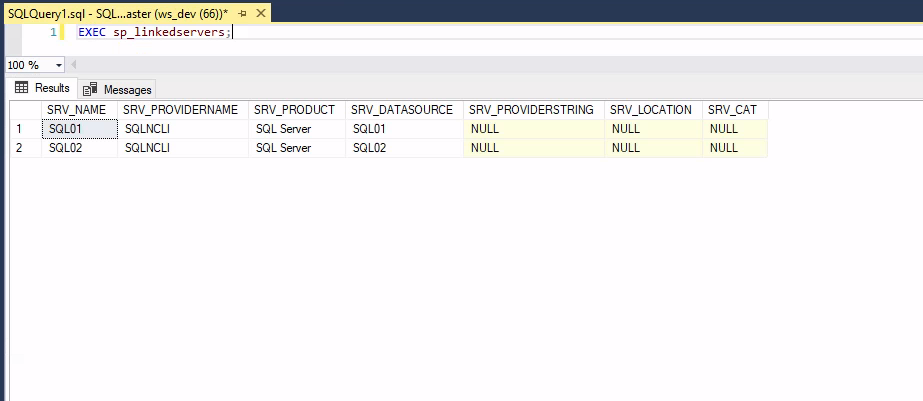 SQLQuery1.sql - SQL...aster (ws_dev (66))*
1 EXEC sp_linkedservers;
100 %
Results Messages
SRV_NAME SRV_PROVIDERNAME SRV_PRODUCT SRV_DATASOURCE SRV_PROVIDERSTRING SRV_LOCATION SRV_CAT
1 SQL01 SQLNCLI SQL Server SQL01 NULL NULL NULL
2 SQL02 SQLNCLI SQL Server SQL02 NULL NULL NULL